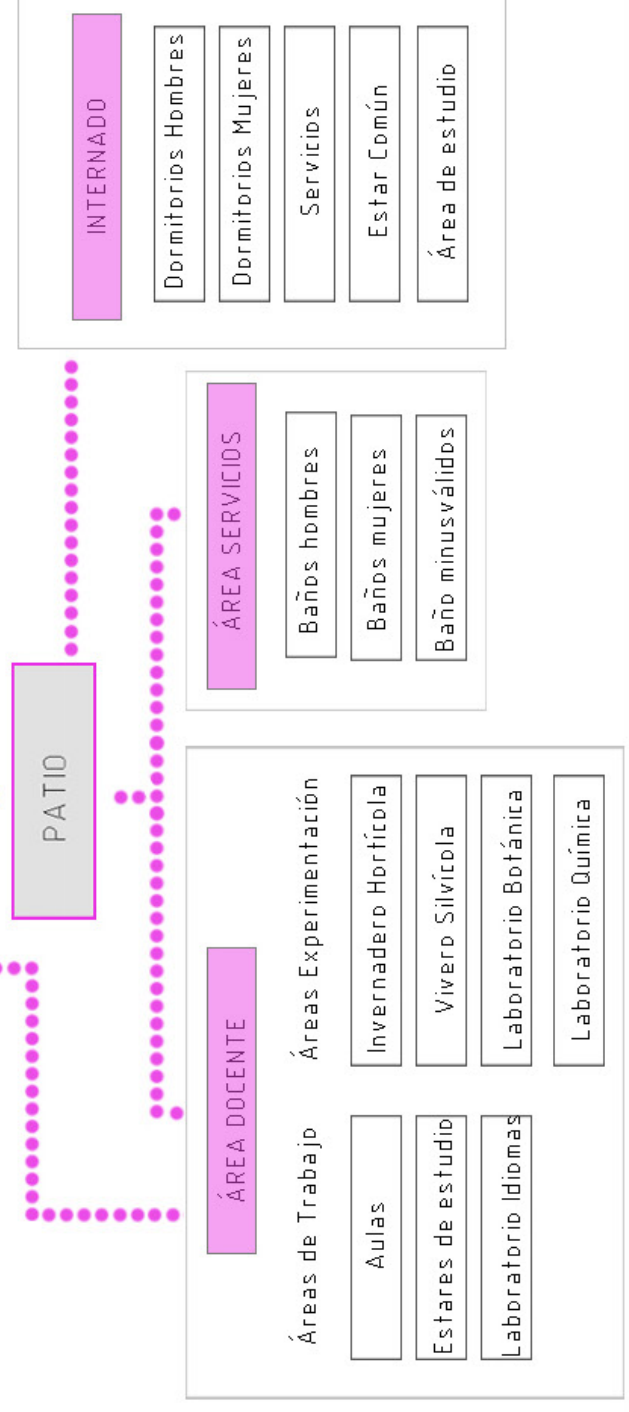 PATIO
ÁREA DOCENTE
Áreas de Trabajo
Aulas
Estares de estudio
Laboratorio Idiomas
Áreas Experimentación
Invernadero Hortícola
Vivero Silvícola
Laboratorio Botánica
Laboratorio Química
ÁREA SERVICIOS
Baños hombres
Baños mujeres
Baño minusválidos
INTERNADO
Dormitorios Hombres
Dormitorios Mujeres
Servicios
Estar Común
Área de estudio